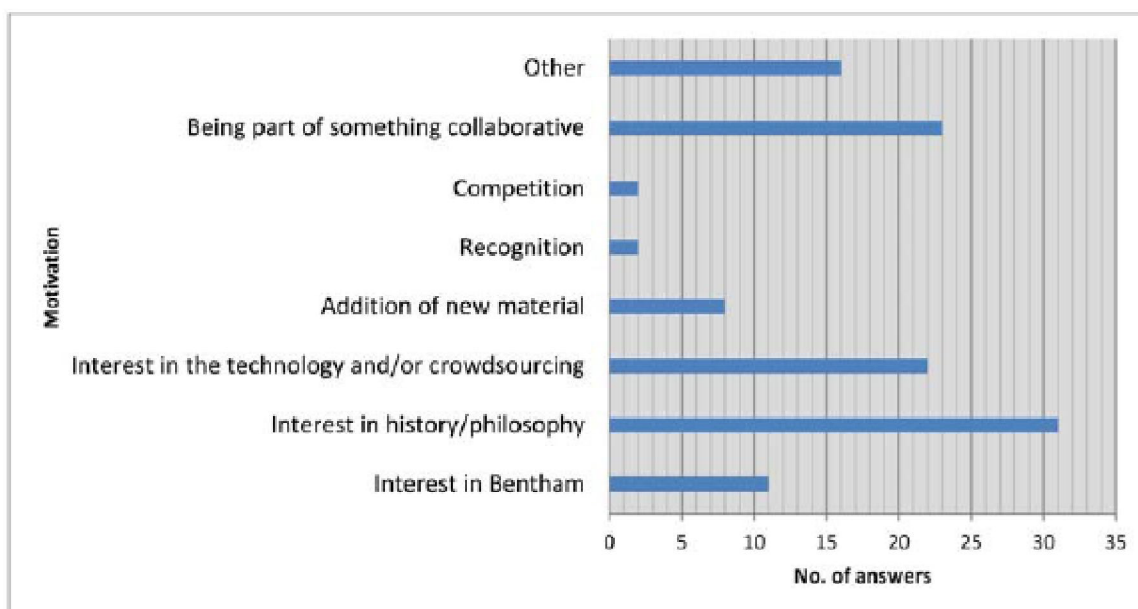 Other
Being part of something collaborative
Competition
Recognition
Addition of new material
Interest in the technology and/or crowdsourcing
Interest in history/philosophy
Interest in Bentham
Motivation
0 5 10 15 20 25 30 35
No. of answers